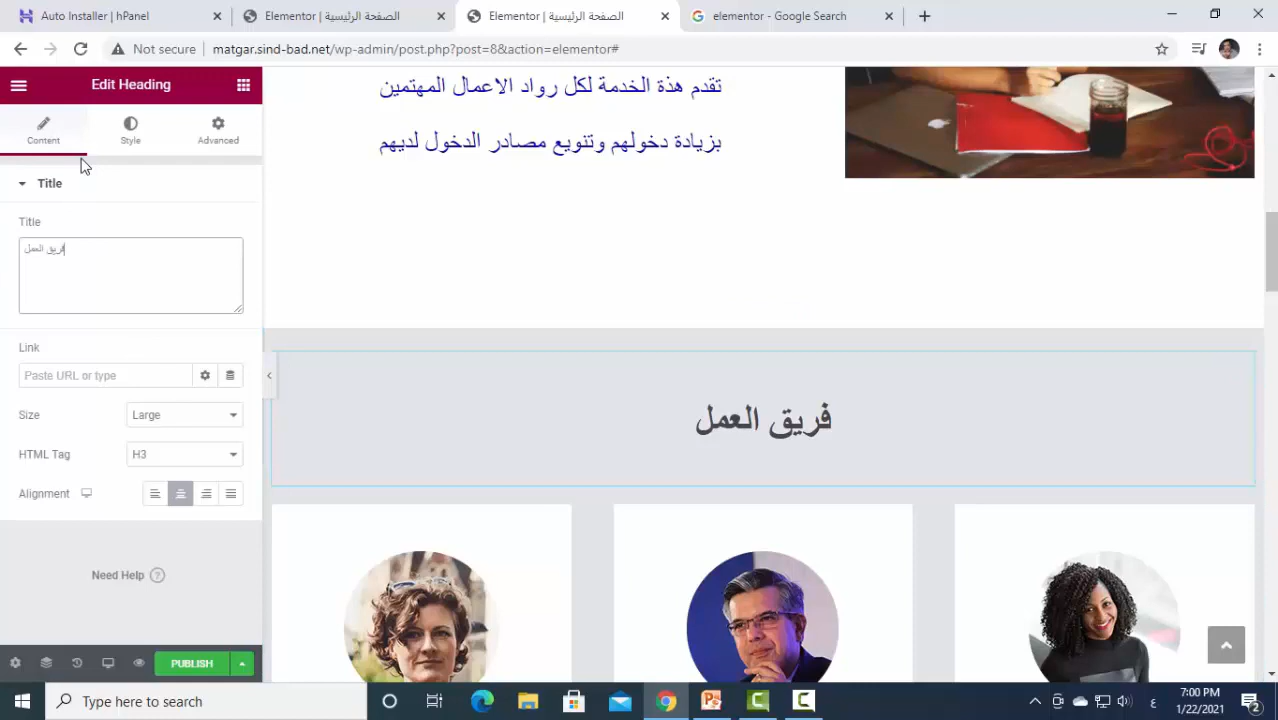 Auto Installer | hPanel
Elementor | الصفحة الرئيسية
Elementor | الصفحة الرئيسية
elementor - Google Search
Not secure
matgar.sind-bad.net/wp-admin/post.php?post=8&action=elementor#
Edit Heading
Content
Style
Advanced
Title
Title
فريق العمل
Link
Paste URL or type
Size
Large
HTML Tag
H3
Alignment
Need Help
PUBLISH
تقدم هذة الخدمة لكل رواد الاعمال المهتمين
بزيادة دخولهم وتنويع مصادر الدخول لديهم
فريق العمل
Type here to search
ع
7:00 PM
1/22/2021
2